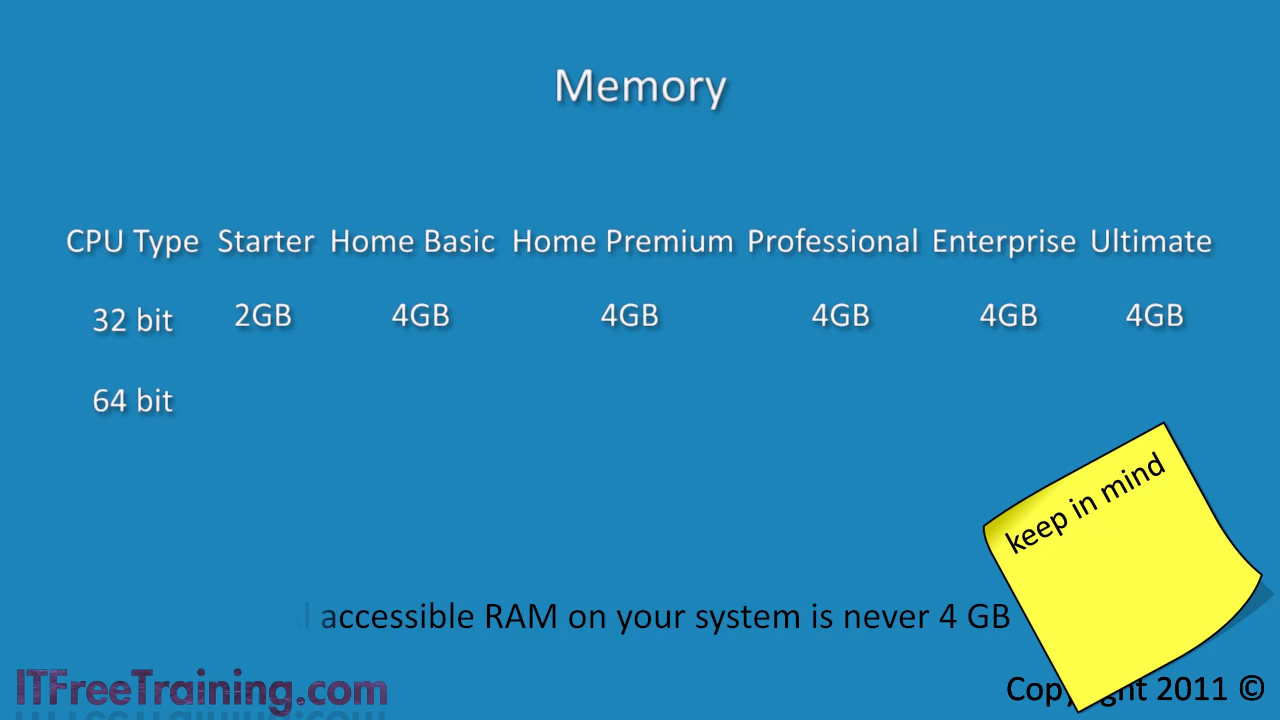 Memory
CPU Type Starter Home Basic Home Premium Professional Enterprise Ultimate
32 bit 2GB 4GB 4GB 4GB 4GB 4GB
64 bit
keep in mind
accessible RAM on your system is never 4 GB
ITFreeTraining.com
Copyright 2011 ©